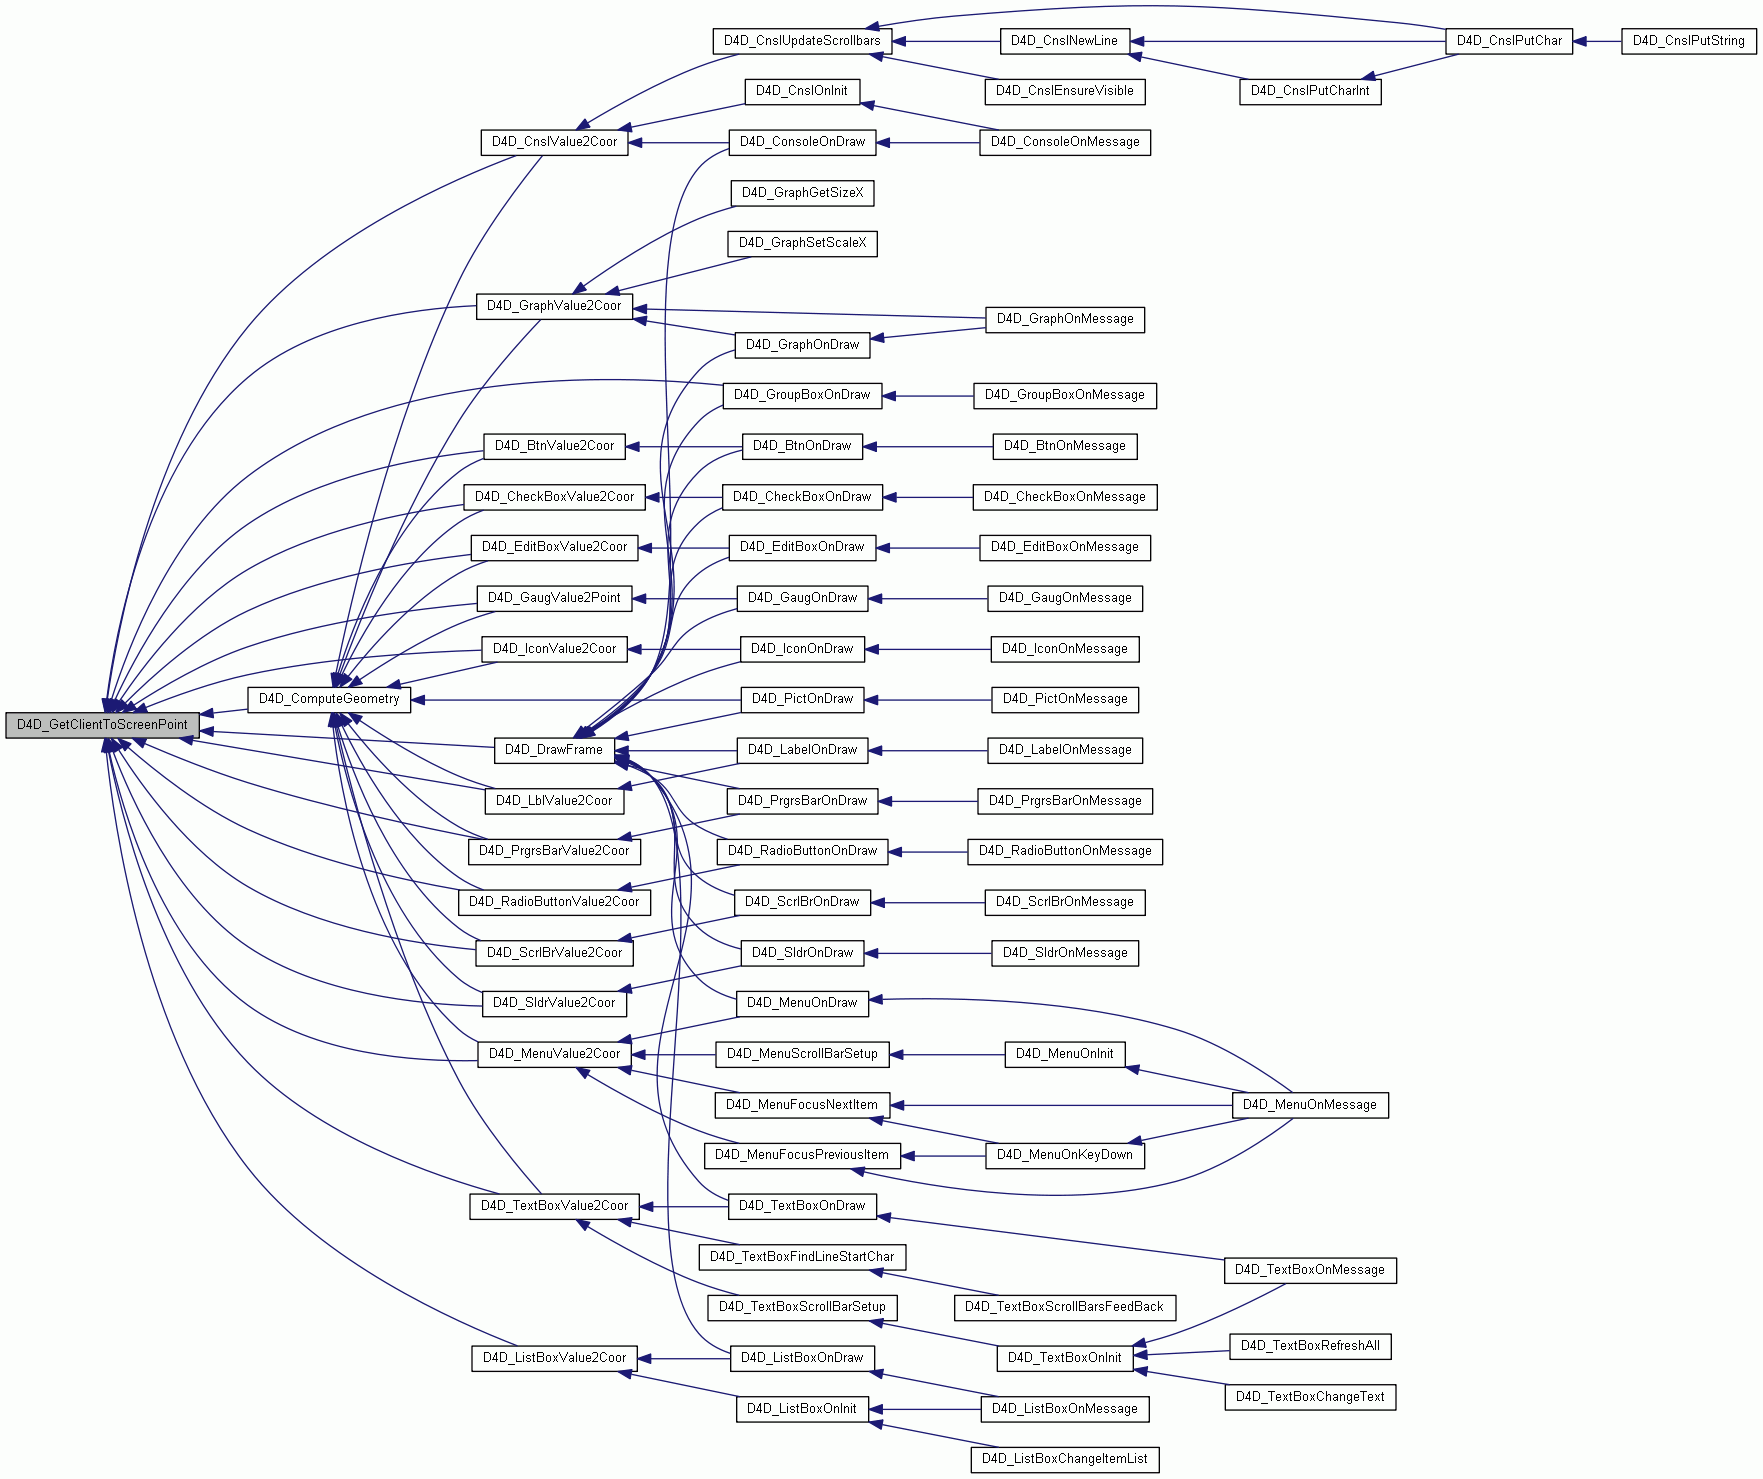 D4D_CnslUpdateScrollbars
D4D_CnslNewLine
D4D_CnslPutChar
D4D_CnslPutString
D4D_CnslOnInit
D4D_CnslEnsureVisible
D4D_CnslPutCharInt
D4D_CnslValue2Coor
D4D_ConsoleOnDraw
D4D_ConsoleOnMessage
D4D_GraphGetSizeX
D4D_GraphSetScaleX
D4D_GraphValue2Coor
D4D_GraphOnMessage
D4D_GraphOnDraw
D4D_GroupBoxOnDraw
D4D_GroupBoxOnMessage
D4D_BtnValue2Coor
D4D_BtnOnDraw
D4D_BtnOnMessage
D4D_CheckBoxValue2Coor
D4D_CheckBoxOnDraw
D4D_CheckBoxOnMessage
D4D_EditBoxValue2Coor
D4D_EditBoxOnDraw
D4D_EditBoxOnMessage
D4D_GaugValue2Point
D4D_GaugOnDraw
D4D_GaugOnMessage
D4D_IconValue2Coor
D4D_IconOnDraw
D4D_IconOnMessage
D4D_ComputeGeometry
D4D_PictOnDraw
D4D_PictOnMessage
D4D_GetClientToScreenPoint
D4D_DrawFrame
D4D_LabelOnDraw
D4D_LabelOnMessage
D4D_LblValue2Coor
D4D_PrgrsBarOnDraw
D4D_PrgrsBarOnMessage
D4D_PrgrsBarValue2Coor
D4D_RadioButtonOnDraw
D4D_RadioButtonOnMessage
D4D_RadioButtonValue2Coor
D4D_ScrlBrOnDraw
D4D_ScrlBrOnMessage
D4D_ScrlBrValue2Coor
D4D_SldrOnDraw
D4D_SldrOnMessage
D4D_SldrValue2Coor
D4D_MenuOnDraw
D4D_MenuValue2Coor
D4D_MenuScrollBarSetup
D4D_MenuOnInit
D4D_MenuFocusNextItem
D4D_MenuOnMessage
D4D_MenuFocusPreviousItem
D4D_MenuOnKeyDown
D4D_TextBoxValue2Coor
D4D_TextBoxOnDraw
D4D_TextBoxFindLineStartChar
D4D_TextBoxOnMessage
D4D_TextBoxScrollBarSetup
D4D_TextBoxScrollBarsFeedBack
D4D_TextBoxRefreshAll
D4D_ListBoxValue2Coor
D4D_ListBoxOnDraw
D4D_TextBoxOnInit
D4D_TextBoxChangeText
D4D_ListBoxOnInit
D4D_ListBoxOnMessage
D4D_ListBoxChangeItemList